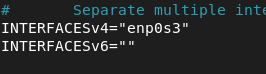 #       Separate multiple inte
INTERFACESv4="enp0s3"
INTERFACESv6=""